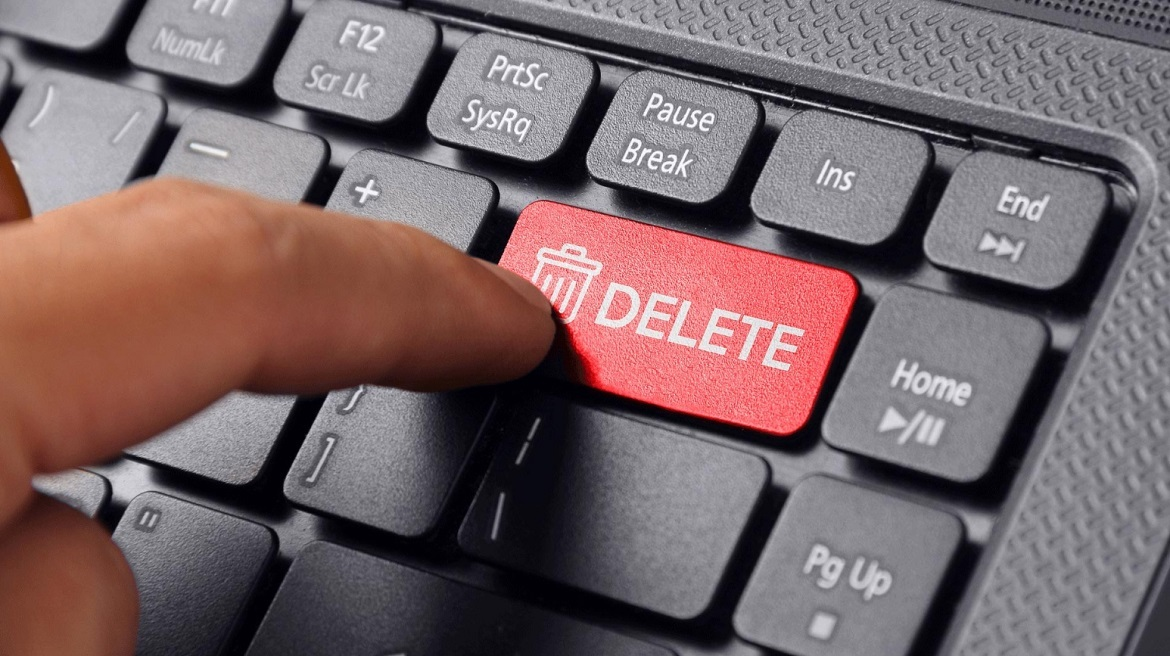 F11
NumLk
F12
Scr Lk
PrtSc
SysRq
Pause
Break
Ins
End
)
/
+
DELETE
Home
}
]
|
\
"
Pg Up